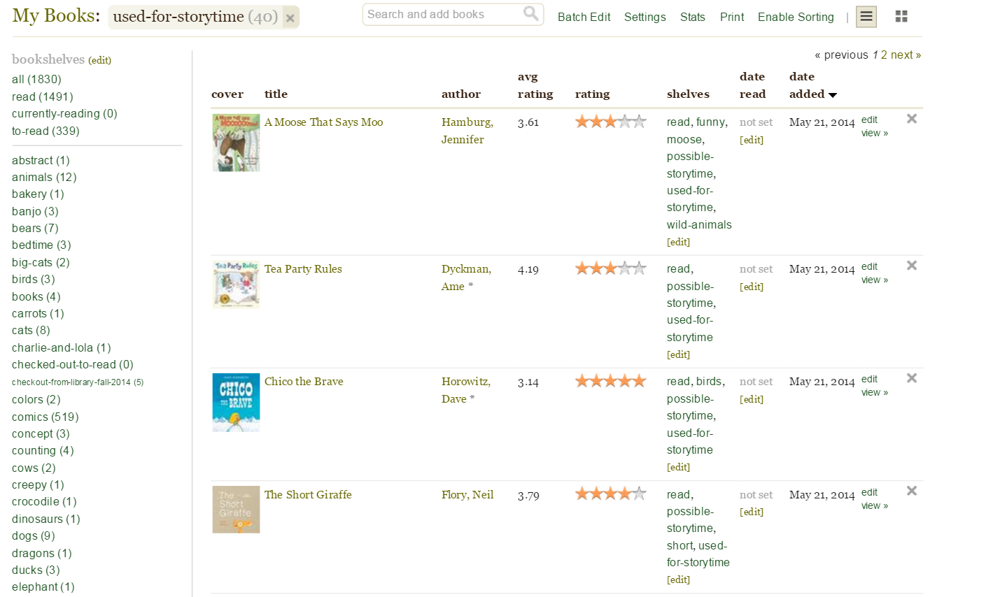 My Books: used-for-storytime (40) ×
Search and add books
Batch Edit Settings Stats Print Enable Sorting |
« previous 1 2 next »
bookshelves (edit)
all (1830)
read (1491)
currently-reading (0)
to-read (339)
abstract (1)
animals (12)
bakery (1)
banjo (3)
bears (7)
bedtime (3)
big-cats (2)
birds (3)
books (4)
carrots (1)
cats (8)
charlie-and-lola (1)
checked-out-to-read (0)
checkout-from-library-fall-2014 (5)
colors (2)
comics (519)
concept (3)
counting (4)
cows (2)
creepy (1)
crocodile (1)
dinosaurs (1)
dogs (9)
dragons (1)
ducks (3)
elephant (1)
cover title author avg rating rating shelves date read date added
A Moose That Says Moo
Hamburg,
Jennifer
3.61
read, funny,
moose,
possible-
storytime,
used-for-
storytime,
wild-animals
[edit]
not set
[edit]
May 21, 2014
edit
view »
Tea Party Rules
Tea Party Rules
Dyckman,
Ame *
4.19
read,
possible-
storytime,
used-for-
storytime
[edit]
not set
[edit]
May 21, 2014
edit
view »
CHICO
THE BRAVE
Chico the Brave
Horowitz,
Dave *
3.14
read, birds,
possible-
storytime,
used-for-
storytime
[edit]
not set
[edit]
May 21, 2014
edit
view »
The
Short
Giraffe
The Short Giraffe
Flory, Neil
3.79
read,
possible-
storytime,
short, used-
for-storytime
[edit]
not set
[edit]
May 21, 2014
edit
view »